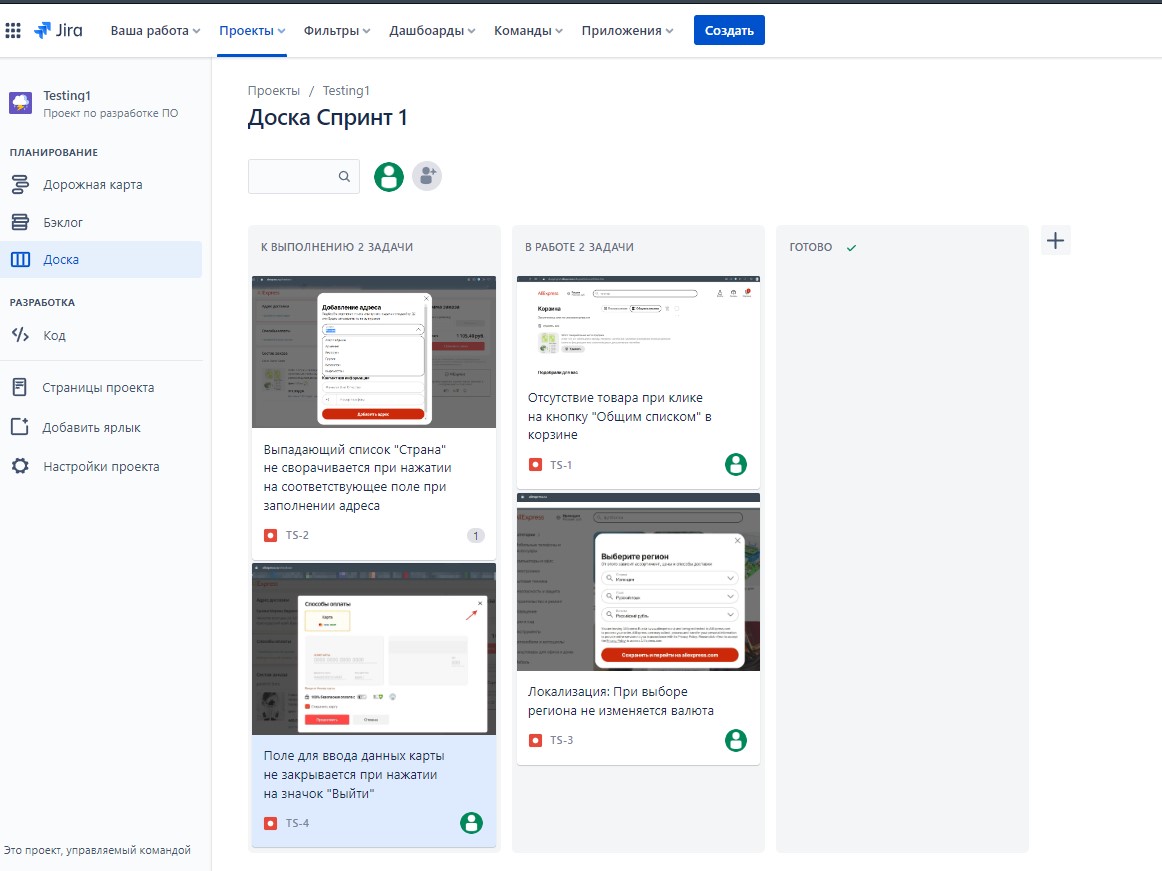 Jira
Ваша работа
Проекты
Фильтры
Дашбоарды
Команды
Приложения
Создать
Testing1
Проект по разработке ПО
ПЛАНИРОВАНИЕ
Дорожная карта
Бэклог
Доска
РАЗРАБОТКА
Код
Страницы проекта
Добавить ярлык
Настройки проекта
Это проект, управляемый командой
Проекты / Testing1
Доска Спринт 1
К ВЫПОЛНЕНИЮ 2 ЗАДАЧИ
Добавление адреса
Контактная информация
Добавить адрес
Выпадающий список "Страна"
не сворачивается при нажатии
на соответствующее поле при
заполнении адреса
TS-2
1
Способы оплаты
Карта
Поле для ввода данных карты
не закрывается при нажатии
на значок "Выйти"
TS-4
В РАБОТЕ 2 ЗАДАЧИ
AliExpress
Корзина
Подобрали для вас
Отсутствие товара при клике
на кнопку "Общим списком" в
корзине
TS-1
AliExpress
Выберите регион
Сохранить и перейти на aliexpress.com
Локализация: При выборе
региона не изменяется валюта
TS-3
ГОТОВО